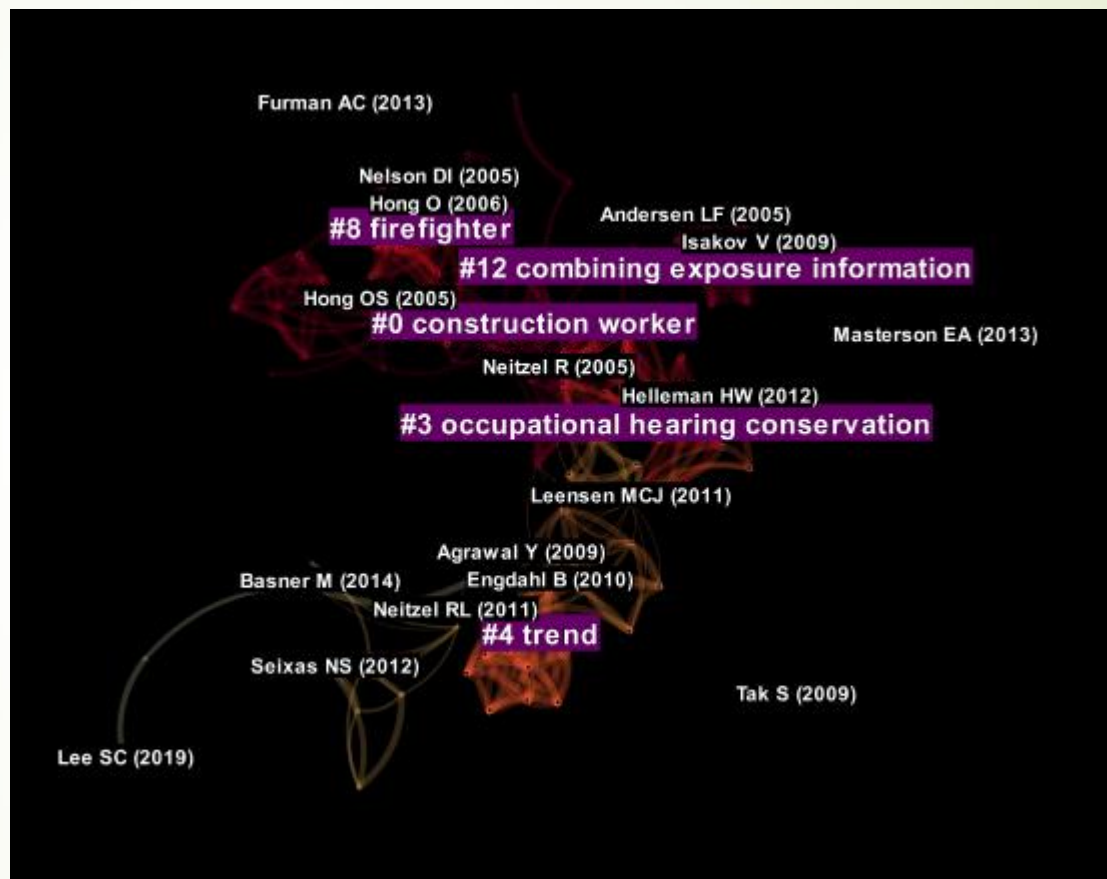 Furman AC (2013)
Nelson DI (2005)
Hong O (2006)
Andersen LF (2005)
#8 firefighter
Isakov V (2009)
#12 combining exposure information
Hong OS (2005)
#0 construction worker
Masterson EA (2013)
Neitzel R (2005)
Helleman HW (2012)
#3 occupational hearing conservation
Leensen MCJ (2011)
Agrawal Y (2009)
Basner M (2014)
Engdahl B (2010)
Neitzel RL (2011)
#4 trend
Seixas NS (2012)
Tak S (2009)
Lee SC (2019)